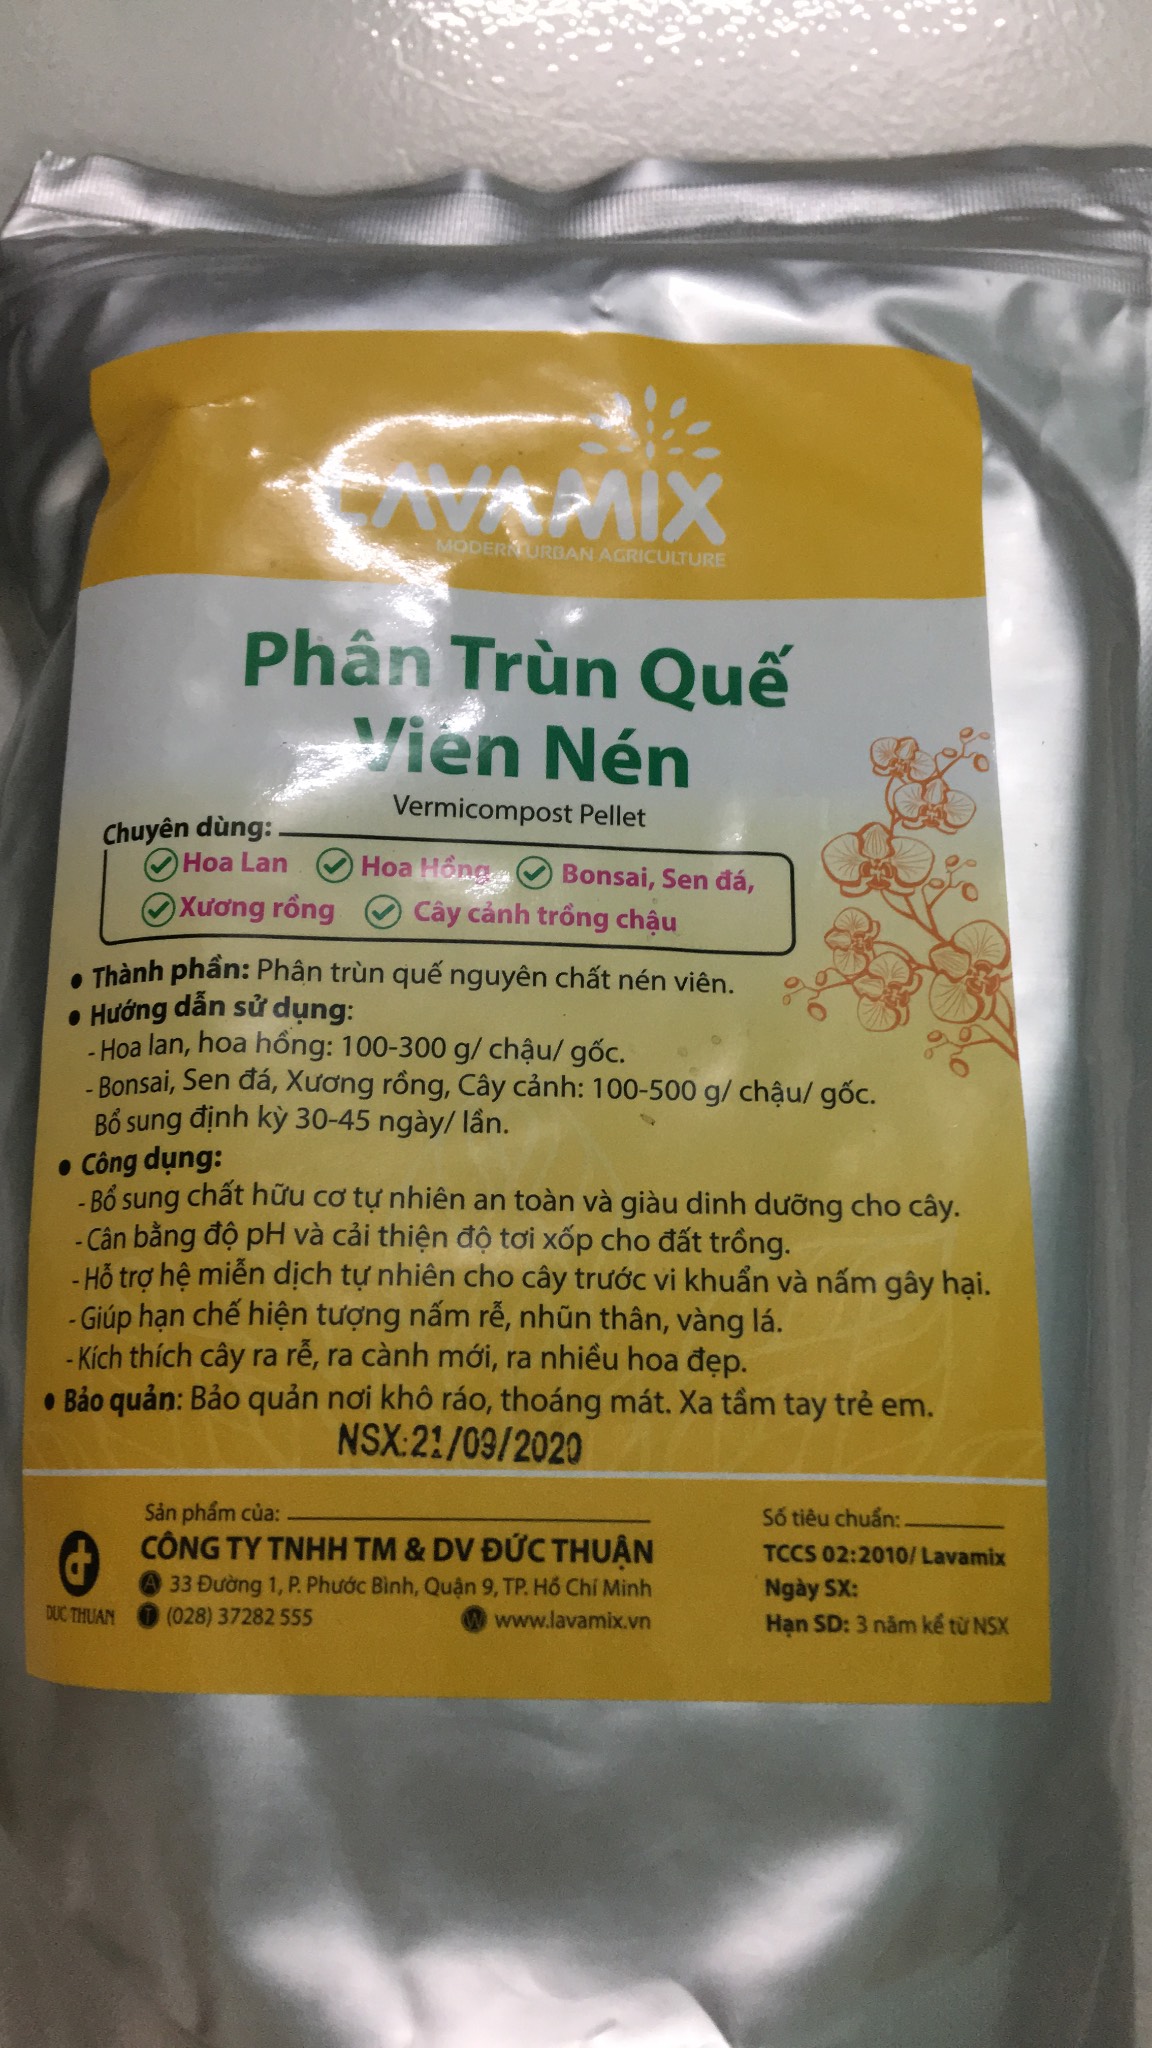 LAVAMIX
MODERN URBAN AGRICULTURE
Phân Trùn Quế
Viên Nén
Vermicompost Pellet
Chuyên dùng:
Hoa Lan Hoa Hồng Bonsai, Sen đá,
Xương rồng Cây cảnh trồng chậu
• Thành phần: Phân trùn quế nguyên chất nén viên.
• Hướng dẫn sử dụng:
- Hoa lan, hoa hồng: 100-300 g/ chậu/ gốc.
- Bonsai, Sen đá, Xương rồng, Cây cảnh: 100-500 g/ chậu/ gốc.
Bổ sung định kỳ 30-45 ngày/ lần.
• Công dụng:
- Bổ sung chất hữu cơ tự nhiên an toàn và giàu dinh dưỡng cho cây.
- Cân bằng độ pH và cải thiện độ tơi xốp cho đất trồng.
- Hỗ trợ hệ miễn dịch tự nhiên cho cây trước vi khuẩn và nấm gây hại.
- Giúp hạn chế hiện tượng nấm rễ, nhũn thân, vàng lá.
- Kích thích cây ra rễ, ra cành mới, ra nhiều hoa đẹp.
• Bảo quản: Bảo quản nơi khô ráo, thoáng mát. Xa tầm tay trẻ em.
NSX:21/09/2020
Sản phẩm của:
CÔNG TY TNHH TM & DV ĐỨC THUẬN
A 33 Đường 1, P. Phước Bình, Quận 9, TP. Hồ Chí Minh
T (028) 37282 555 W www.lavamix.vn
DUC THUAN
Số tiêu chuẩn:
TCCS 02:2010/ Lavamix
Ngày SX:
Hạn SD: 3 năm kể từ NSX